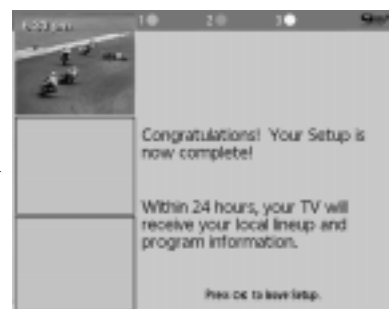 1 2 3
Congratulations! Your Setup is
now complete!
Within 24 hours, your TV will
receive your local lineup and
program information.
Press OK to leave Setup.